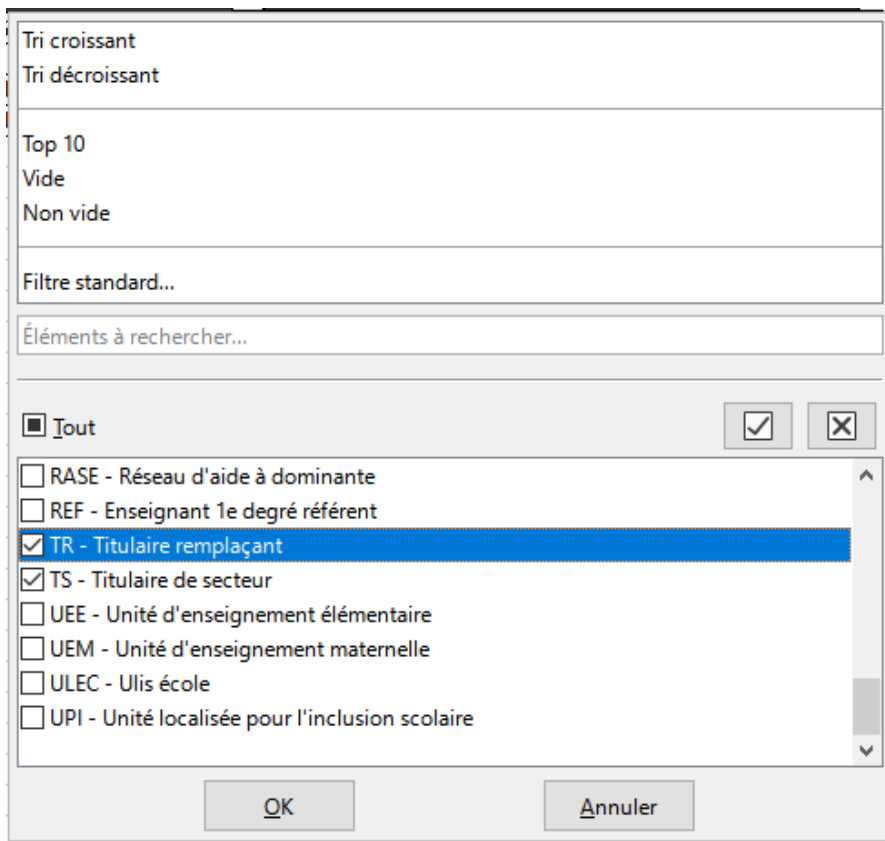 Tri croissant
Tri décroissant
Top 10
Vide
Non vide
Filtre standard...
Éléments à rechercher...
Tout
RASE - Réseau d'aide à dominante
REF - Enseignant 1e degré référent
TR - Titulaire remplaçant
TS - Titulaire de secteur
UEE - Unité d'enseignement élémentaire
UEM - Unité d'enseignement maternelle
ULEC - Ulis école
UPI - Unité localisée pour l'inclusion scolaire
OK
Annuler